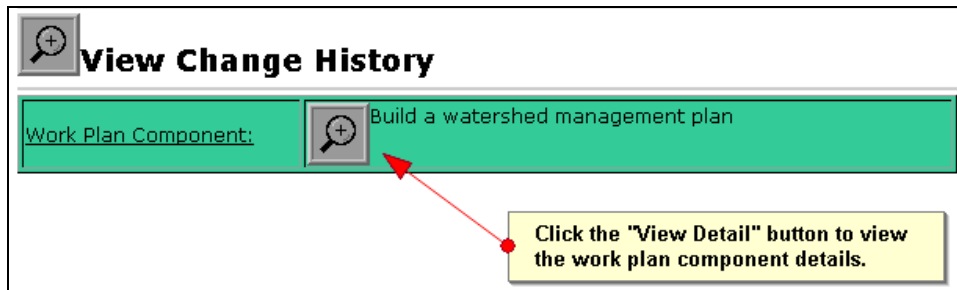 View Change History
Work Plan Component:
Build a watershed management plan
Click the "View Detail" button to view
the work plan component details.